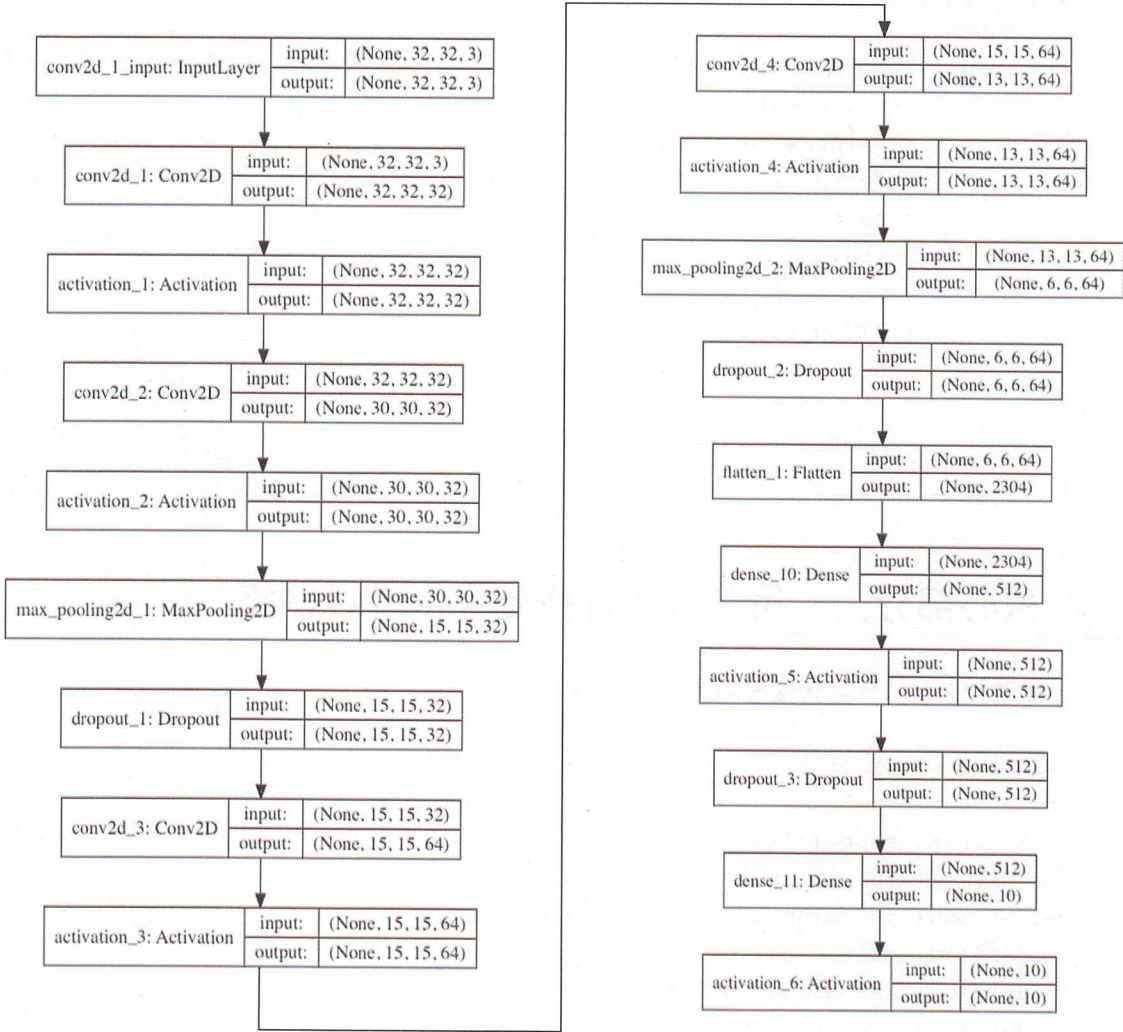 conv2d_1_input: InputLayer input: (None, 32, 32, 3)
output: (None, 32, 32, 3)
conv2d_1: Conv2D input: (None, 32, 32, 3)
output: (None, 32, 32, 32)
activation_1: Activation input: (None, 32, 32, 32)
output: (None, 32, 32, 32)
conv2d_2: Conv2D input: (None, 32, 32, 32)
output: (None, 30, 30, 32)
activation_2: Activation input: (None, 30, 30, 32)
output: (None, 30, 30, 32)
max_pooling2d_1: MaxPooling2D input: (None, 30, 30, 32)
output: (None, 15, 15, 32)
dropout_1: Dropout input: (None, 15, 15, 32)
output: (None, 15, 15, 32)
conv2d_3: Conv2D input: (None, 15, 15, 32)
output: (None, 15, 15, 64)
activation_3: Activation input: (None, 15, 15, 64)
output: (None, 15, 15, 64)
conv2d_4: Conv2D input: (None, 15, 15, 64)
output: (None, 13, 13, 64)
activation_4: Activation input: (None, 13, 13, 64)
output: (None, 13, 13, 64)
max_pooling2d_2: MaxPooling2D input: (None, 13, 13, 64)
output: (None, 6, 6, 64)
dropout_2: Dropout input: (None, 6, 6, 64)
output: (None, 6, 6, 64)
flatten_1: Flatten input: (None, 6, 6, 64)
output: (None, 2304)
dense_10: Dense input: (None, 2304)
output: (None, 512)
activation_5: Activation input: (None, 512)
output: (None, 512)
dropout_3: Dropout input: (None, 512)
output: (None, 512)
dense_11: Dense input: (None, 512)
output: (None, 10)
activation_6: Activation input: (None, 10)
output: (None, 10)